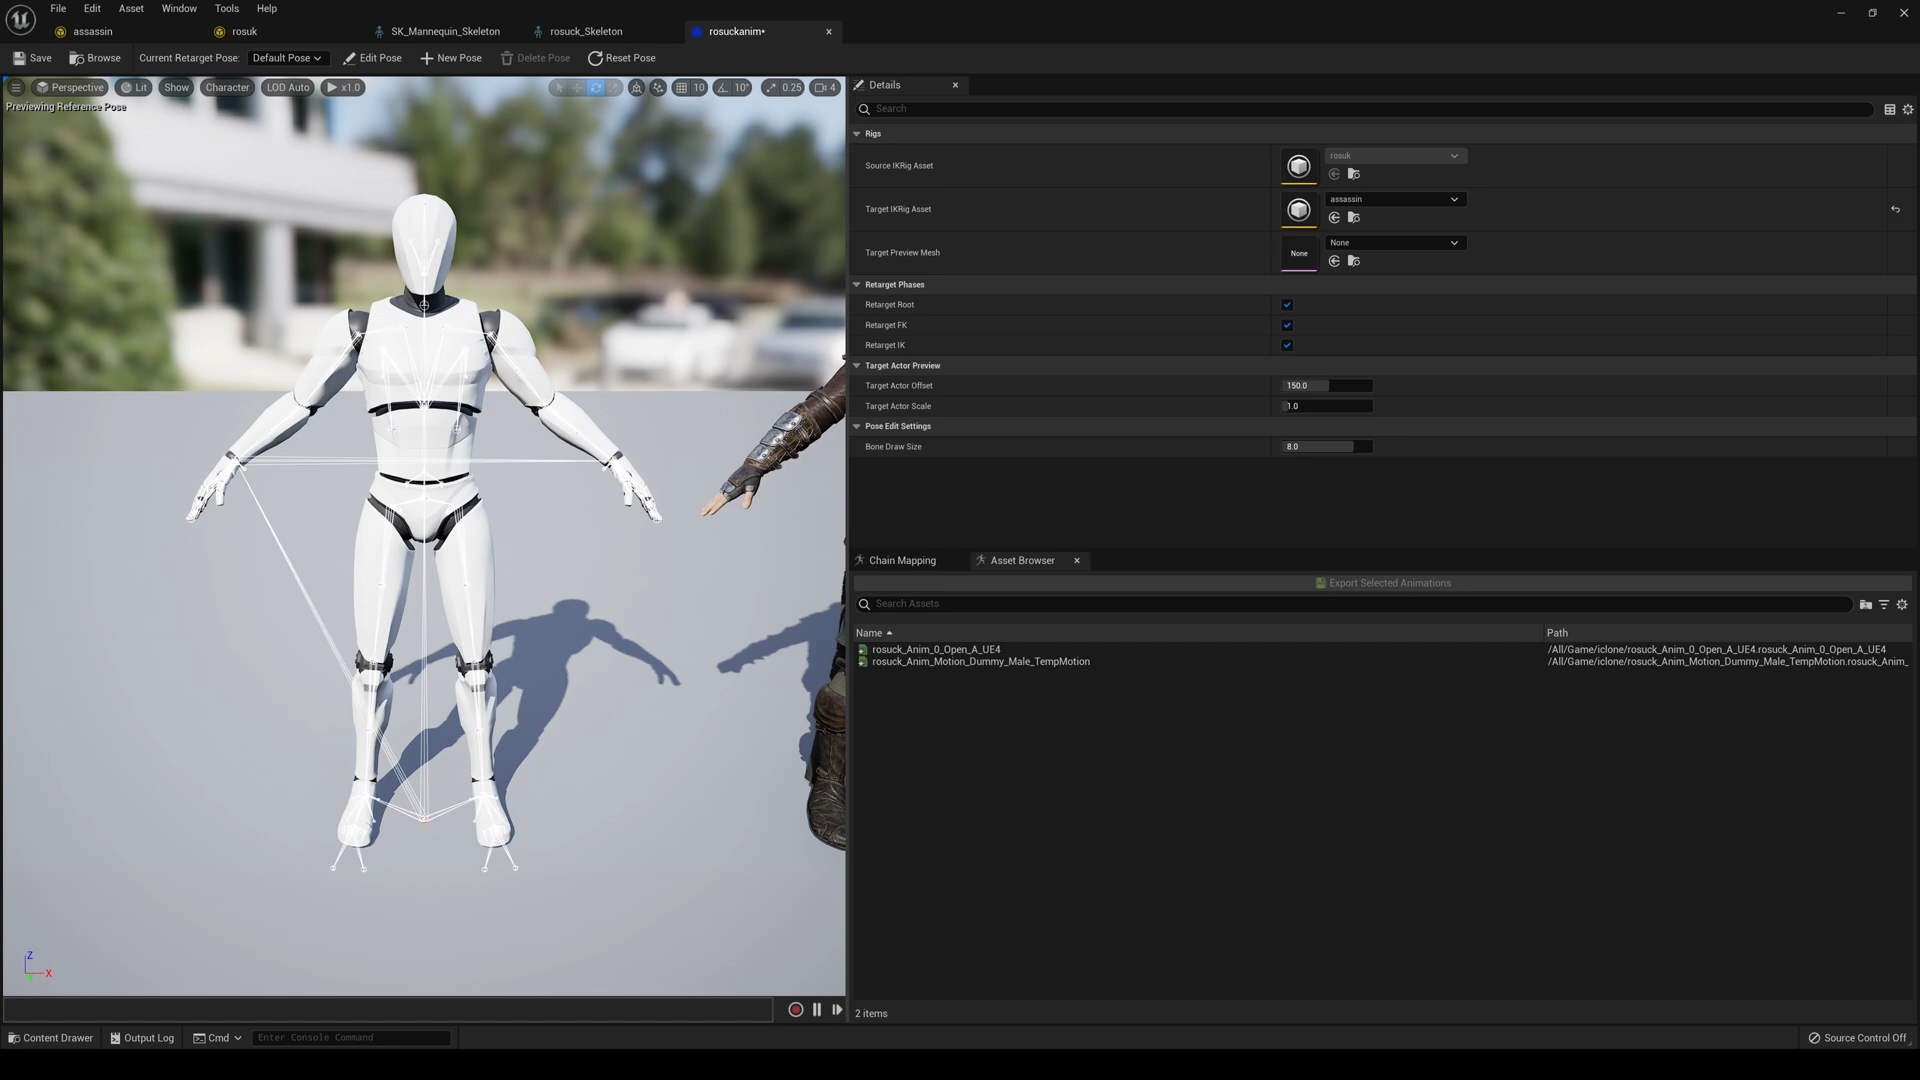 File Edit Asset Window Tools Help
assassin rosuk SK_Mannequin_Skeleton rosuck_Skeleton rosuckanim•
Save Browse Current Retarget Pose: Default Pose Edit Pose New Pose Delete Pose Reset Pose
Perspective Lit Show Character LOD Auto x1.0 10 10° 0.25 4
Previewing Reference Pose
Z
X
Details
Search
Rigs
Source IKRig Asset rosuk
Target IKRig Asset assassin
Target Preview Mesh None None
Retarget Phases
Retarget Root
Retarget FK
Retarget IK
Target Actor Preview
Target Actor Offset 150.0
Target Actor Scale 1.0
Pose Edit Settings
Bone Draw Size 8.0
Chain Mapping Asset Browser
Export Selected Animations
Search Assets
Name Path
rosuck_Anim_0_Open_A_UE4 /All/Game/iclone/rosuck_Anim_0_Open_A_UE4.rosuck_Anim_0_Open_A_UE4
rosuck_Anim_Motion_Dummy_Male_TempMotion /All/Game/iclone/rosuck_Anim_Motion_Dummy_Male_TempMotion.rosuck_Anim_
2 items
Content Drawer Output Log Cmd Enter Console Command Source Control Off